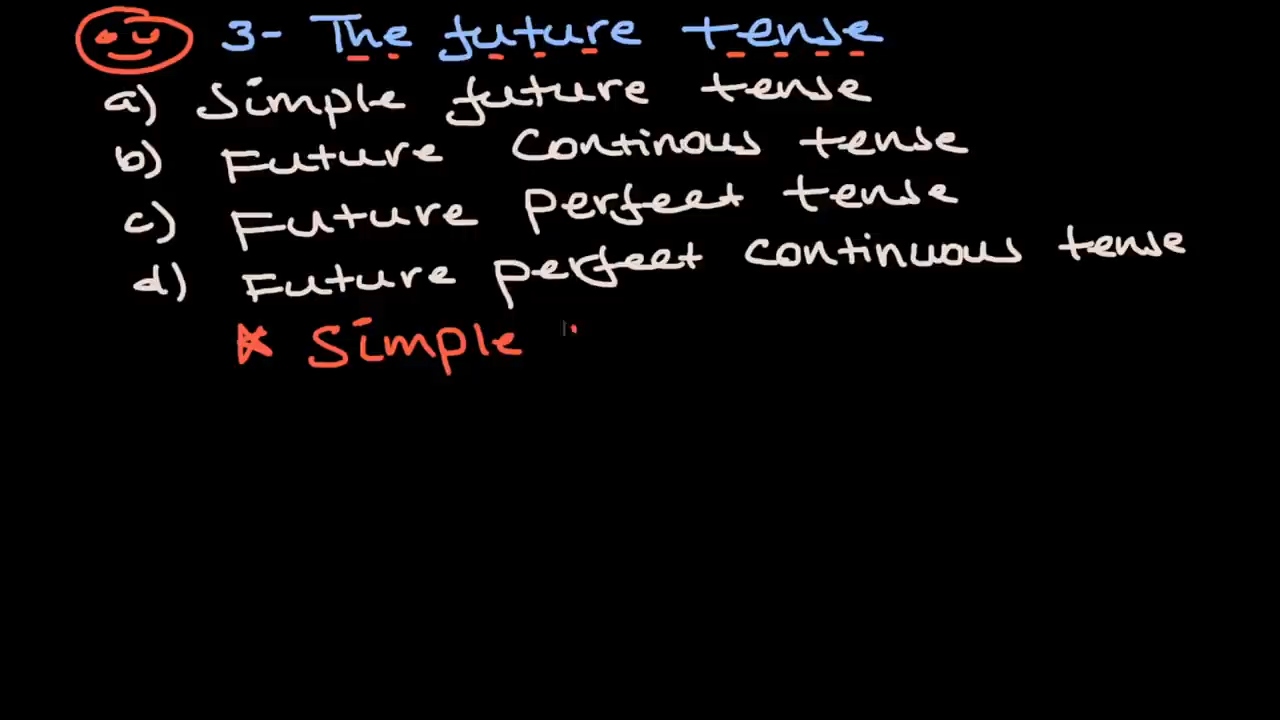 3- The future tense
a) Simple future tense
b) Future continous tense
c) Future perfect tense
d) Future perfect continuous tense
* Simple